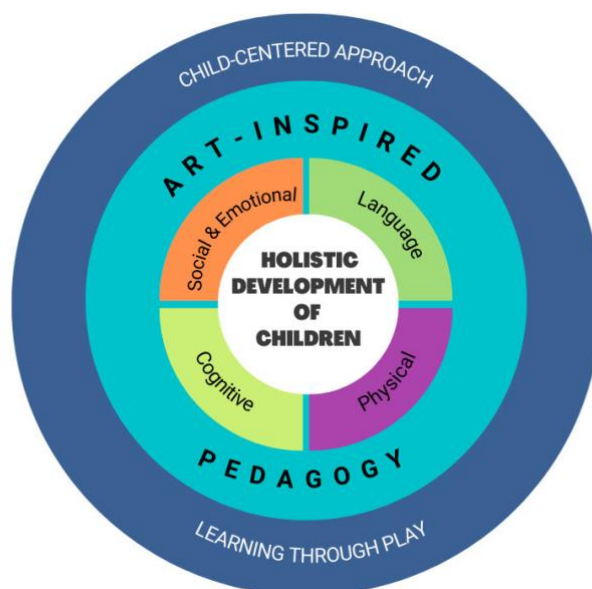 CHILD-CENTERED APPROACH
ART-INSPIRED
Social & Emotional
Language
HOLISTIC
DEVELOPMENT
OF
CHILDREN
Cognitive
Physical
PEDAGOGY
LEARNING THROUGH PLAY